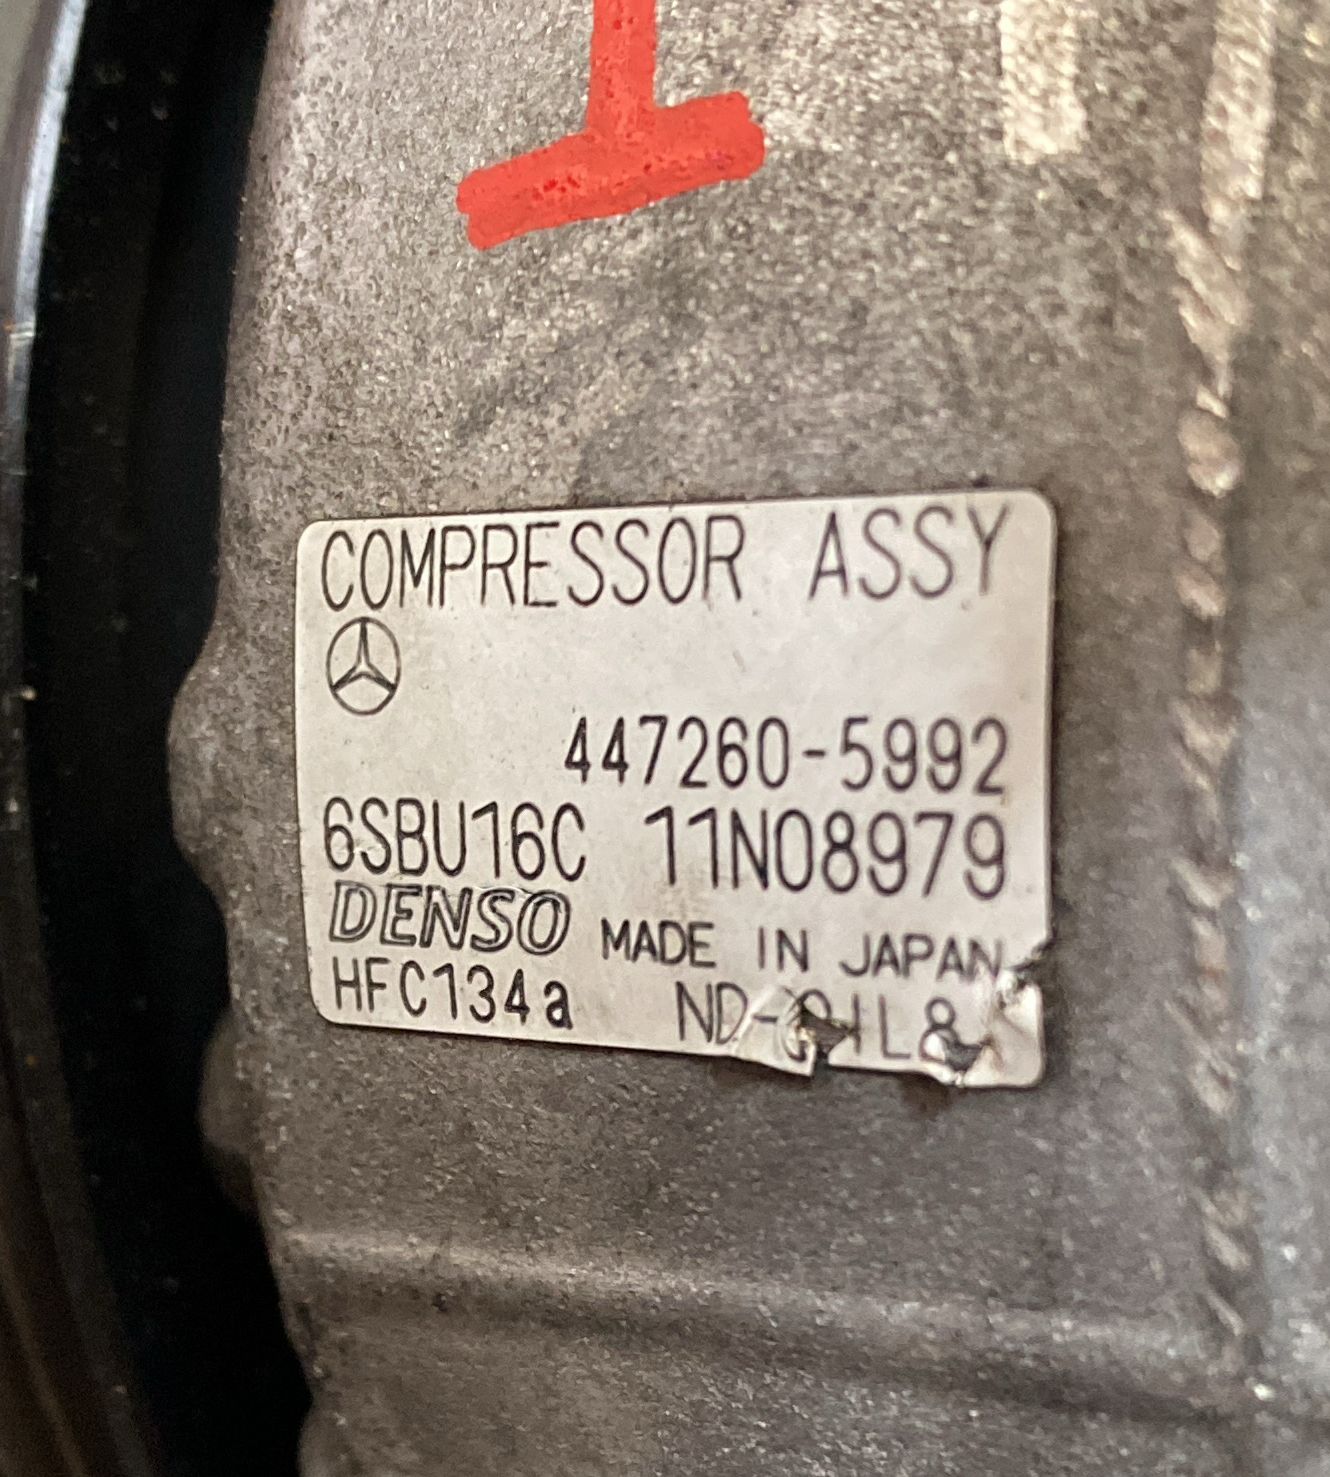 COMPRESSOR ASSY
447260-5992
6SBU16C 11N08979
DENSO MADE IN JAPAN
HFC134a